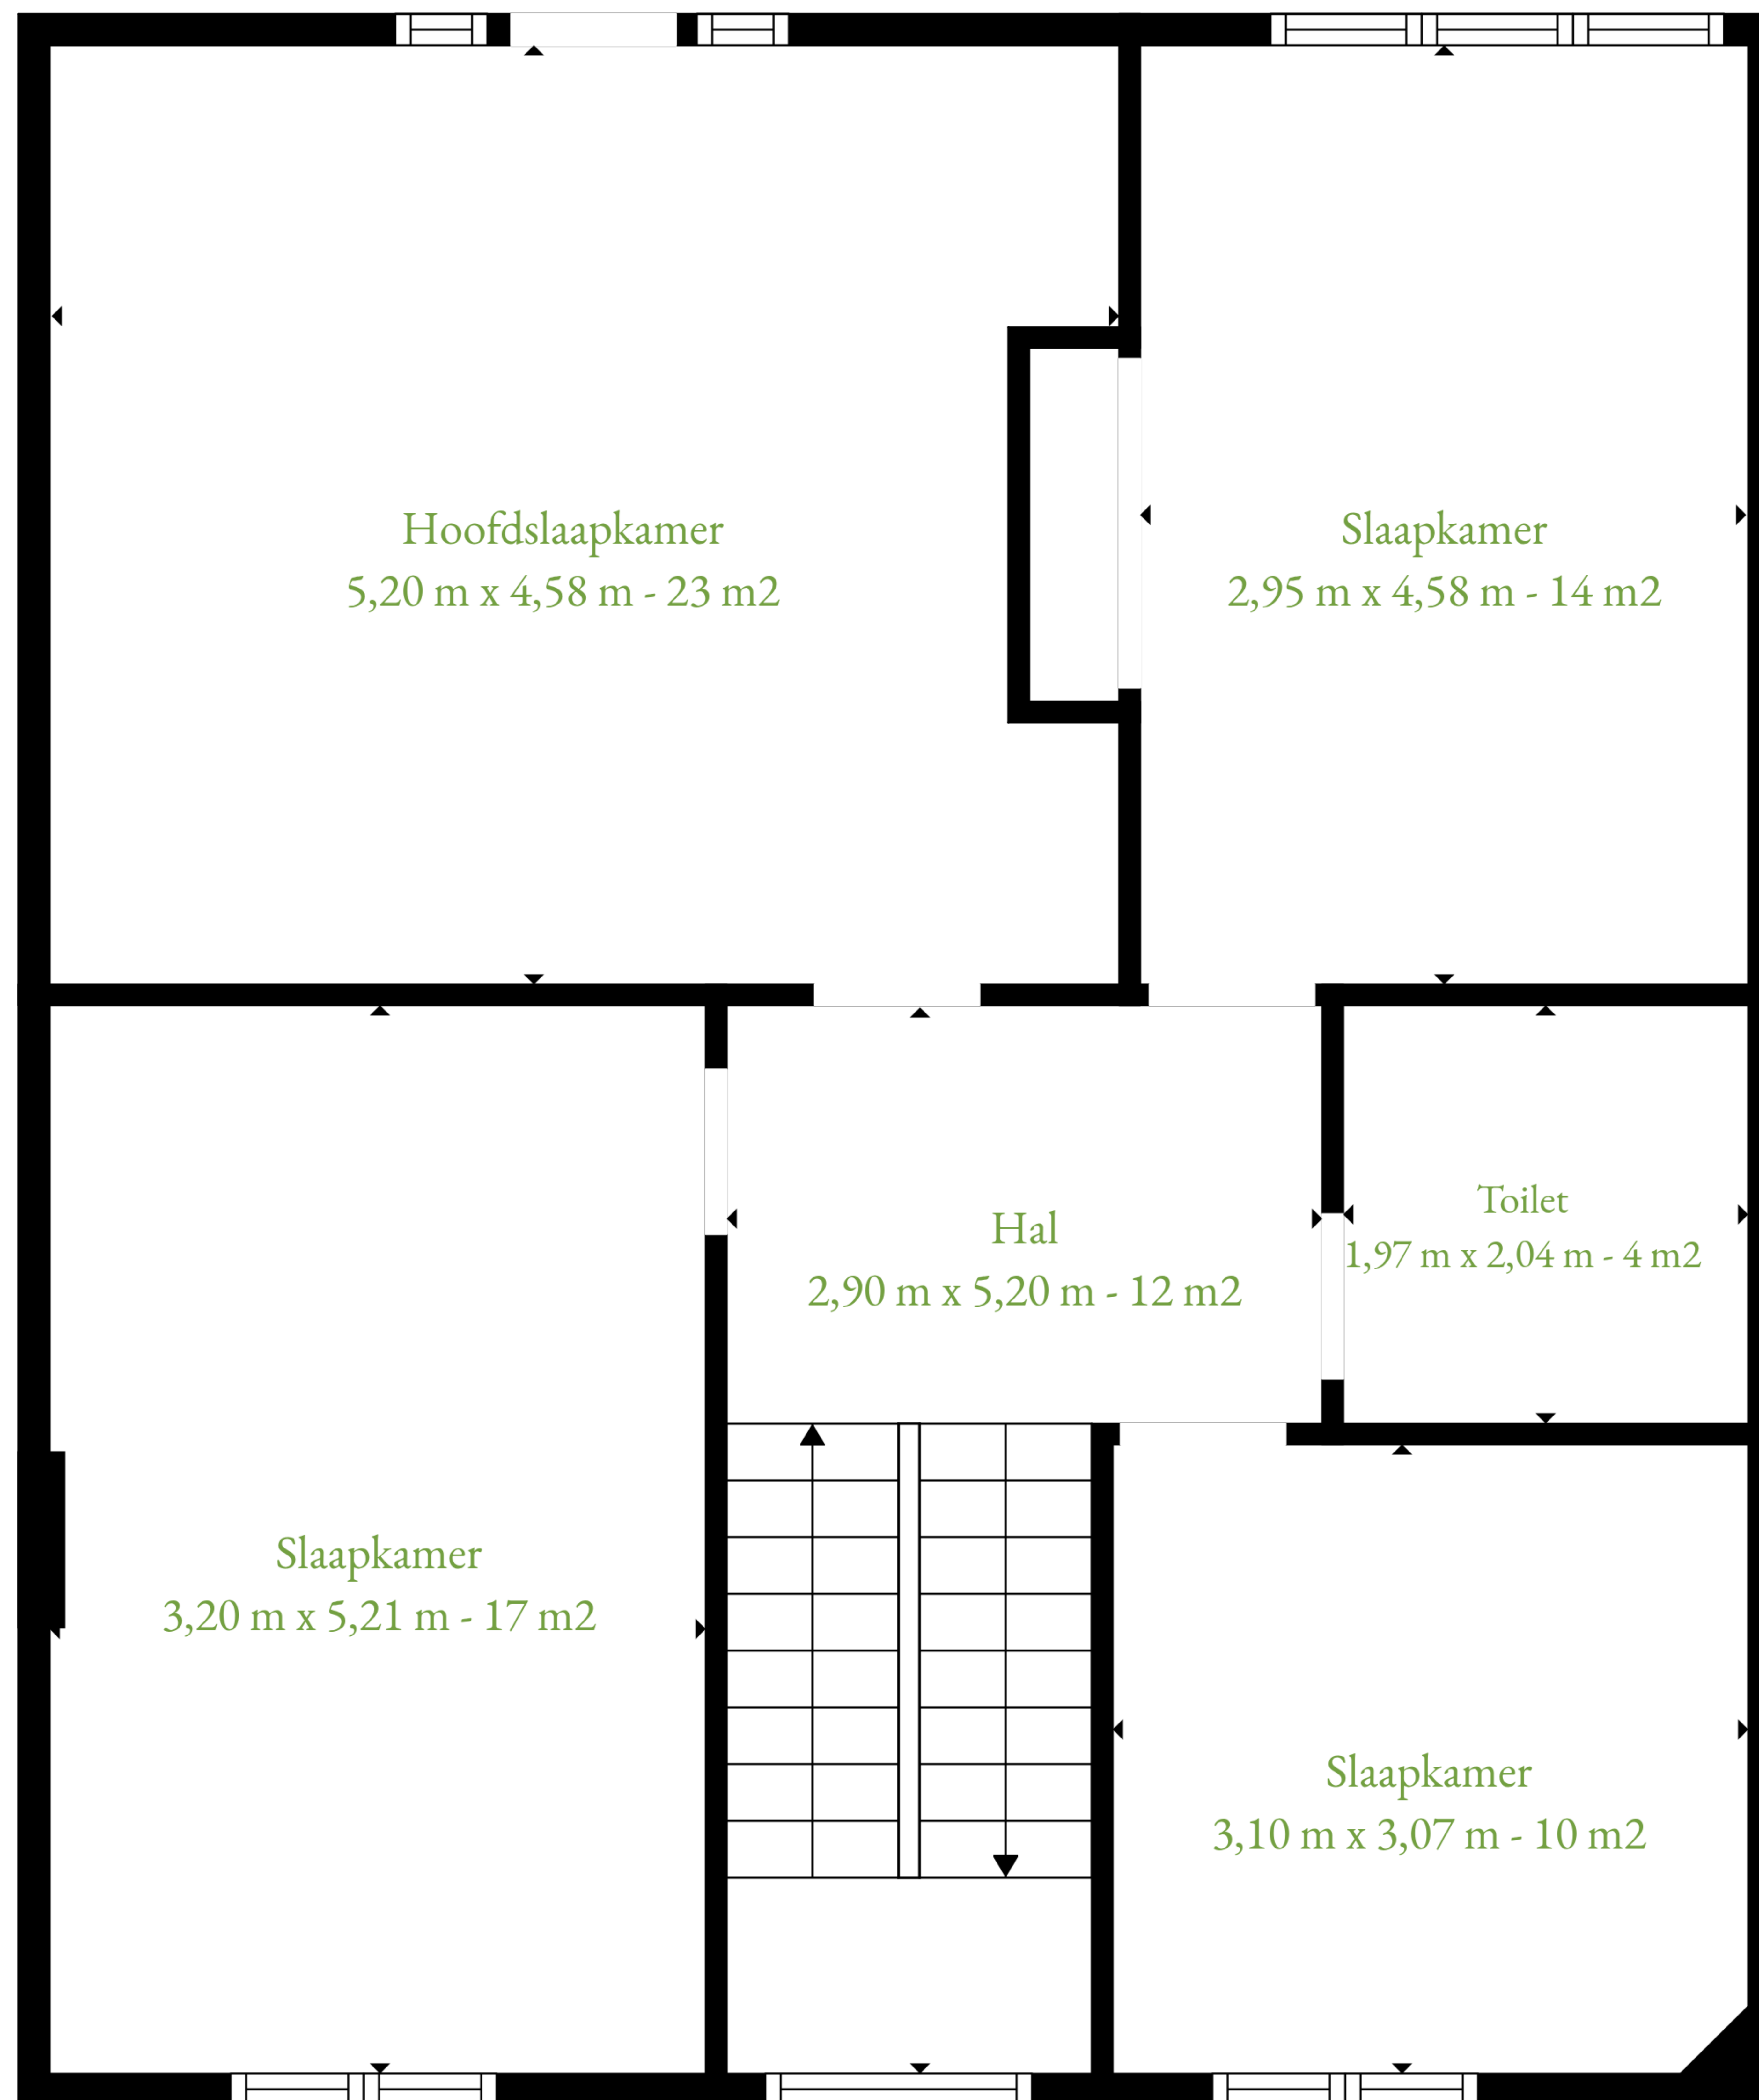 Hoofdslaapkamer
5,20 m x 4,58 m - 23 m2
Slaapkamer
2,95 m x 4,58 m - 14 m2
Hal
2,90 m x 5,20 m - 12 m2
Toilet
1,97 m x 2,04 m - 4 m2
Slaapkamer
3,20 m x 5,21 m - 17 m2
Slaapkamer
3,10 m x 3,07 m - 10 m2